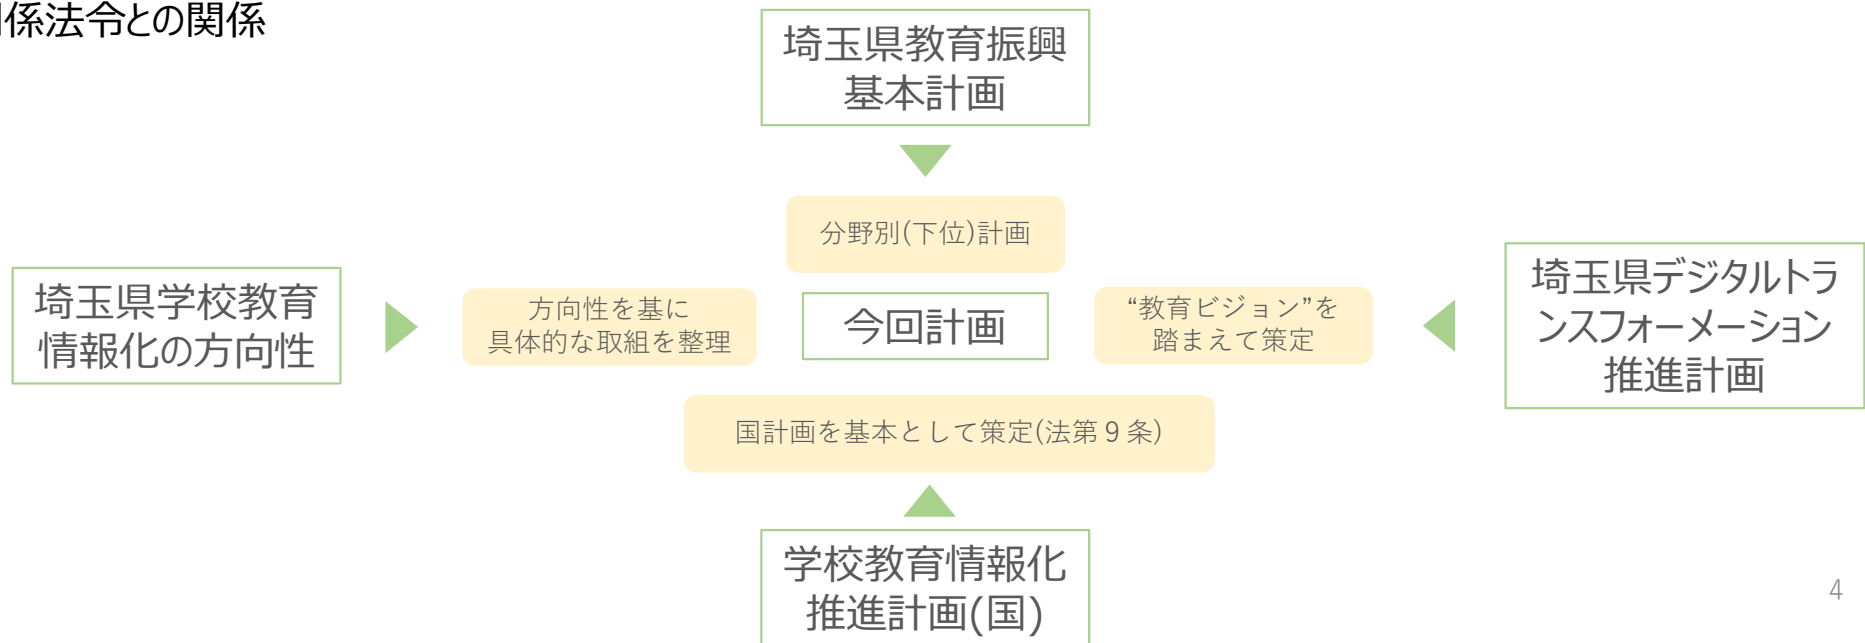 係法令との関係
埼玉県教育振興
基本計画
分野別(下位)計画
埼玉県学校教育
情報化の方向性
方向性を基に
具体的な取組を整理
今回計画
“教育ビジョン”を
踏まえて策定
埼玉県デジタルトラ
ンスフォーメーション
推進計画
国計画を基本として策定(法第９条)
学校教育情報化
推進計画(国)
4